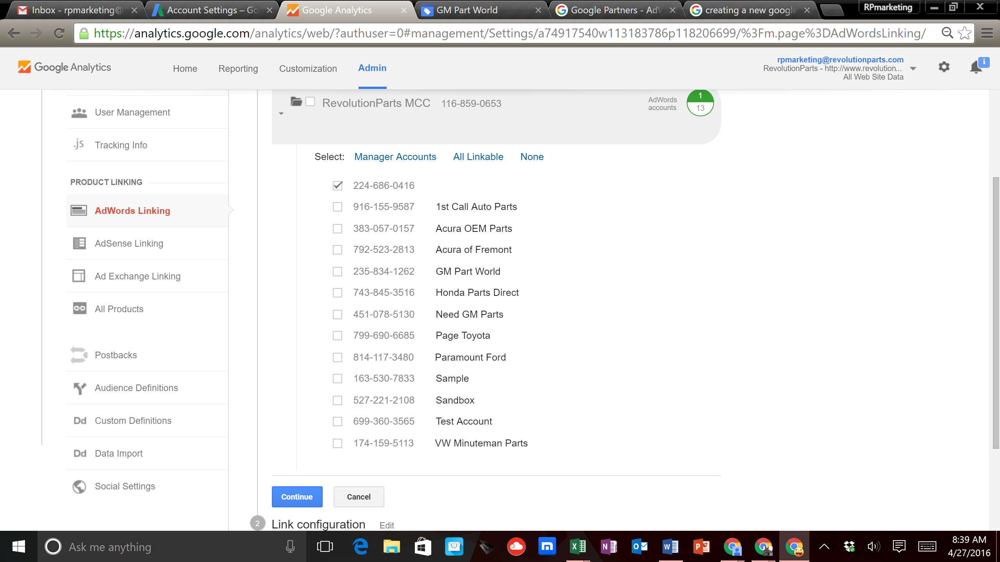 Inbox - rpmarketing@
Account Settings – Go
Google Analytics
GM Part World
Google Partners - AdW
creating a new google
RPmarketing
https://analytics.google.com/analytics/web/?authuser=0#management/Settings/a74917540w113183786p118206699/%3Fm.page%3DAdWordsLinking/
Google Analytics
Home
Reporting
Customization
Admin
rpmarketing@revolutionparts.com
RevolutionParts - http://www.revolution...
All Web Site Data
i
User Management
.js Tracking Info
PRODUCT LINKING
AdWords Linking
AdSense Linking
Ad Exchange Linking
All Products
Postbacks
Audience Definitions
Dd Custom Definitions
Dd Data Import
Social Settings
RevolutionParts MCC 116-859-0653
AdWords
accounts
1
13
Select: Manager Accounts All Linkable None
224-686-0416
916-155-9587 1st Call Auto Parts
383-057-0157 Acura OEM Parts
792-523-2813 Acura of Fremont
235-834-1262 GM Part World
743-845-3516 Honda Parts Direct
451-078-5130 Need GM Parts
799-690-6685 Page Toyota
814-117-3480 Paramount Ford
163-530-7833 Sample
527-221-2108 Sandbox
699-360-3565 Test Account
174-159-5113 VW Minuteman Parts
Continue Cancel
2 Link configuration Edit
Ask me anything
8:39 AM
4/27/2016